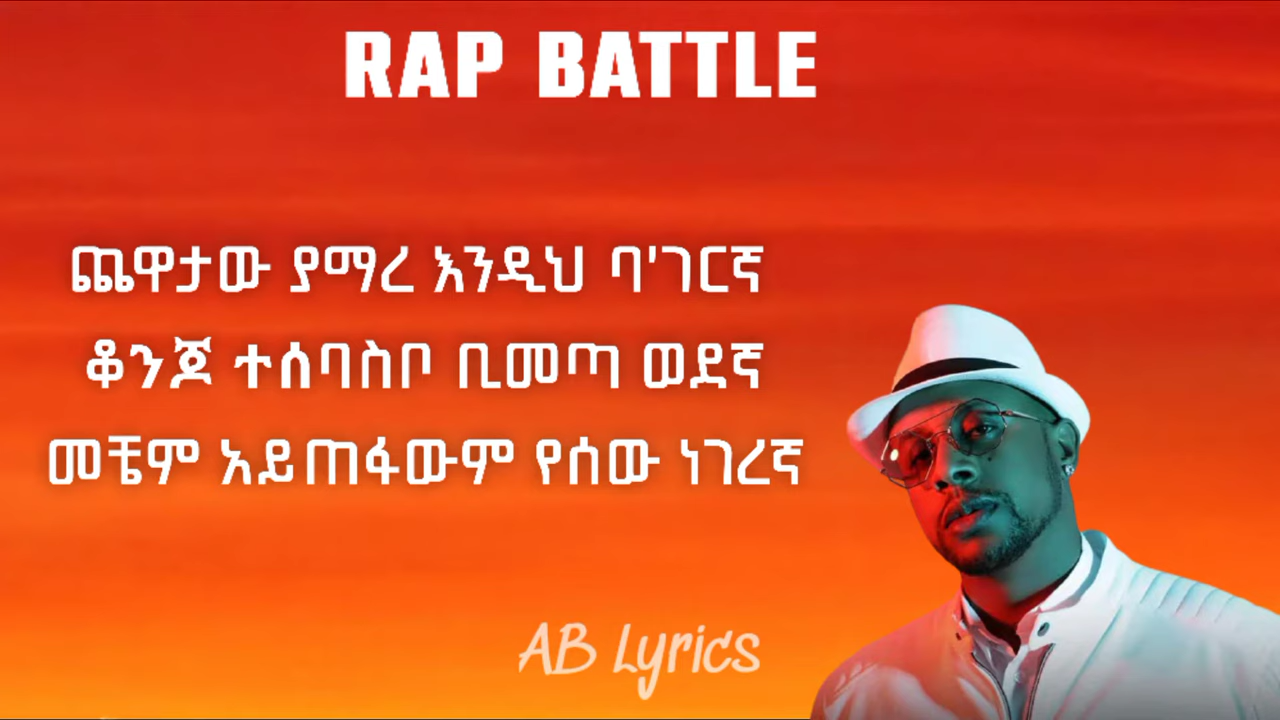 RAP BATTLE
ጨዋታው ያማረ እንዲህ ባ'ገርኛ
ቆንጆ ተሰባስቦ ቢመጣ ወደኛ
መቼም አይጠፋውም የሰው ነገረኛ
AB Lyrics